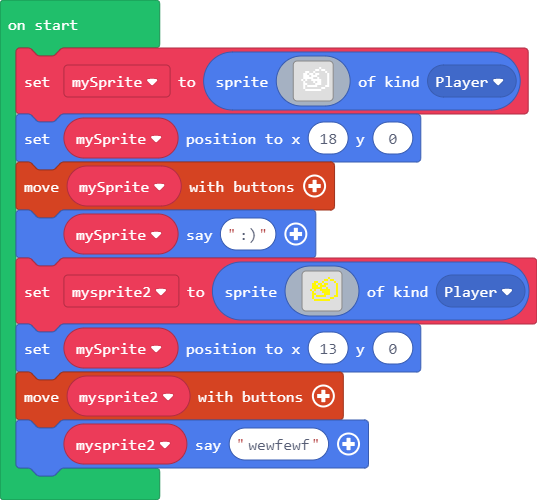 on start
set mySprite to sprite of kind Player
set mySprite position to x 18 y 0
move mySprite with buttons
mySprite say ":)"
set mysprite2 to sprite of kind Player
set mySprite position to x 13 y 0
move mysprite2 with buttons
mysprite2 say "wewfewf"